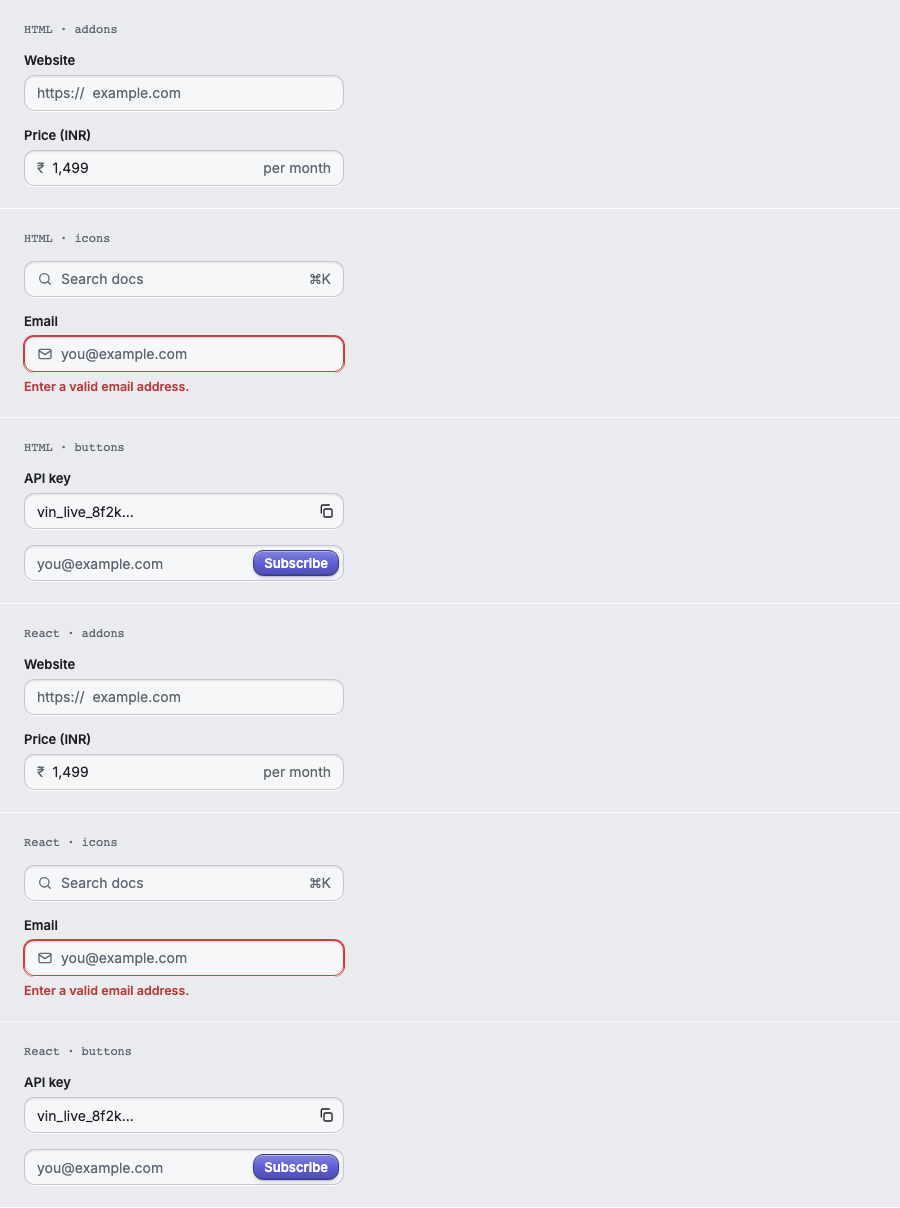 HTML · addons
Website
https:// example.com
Price (INR)
₹ 1,499 per month
HTML · icons
Search docs ⌘K
Email
you@example.com
Enter a valid email address.
HTML · buttons
API key
vin_live_8f2k...
you@example.com Subscribe
React · addons
Website
https:// example.com
Price (INR)
₹ 1,499 per month
React · icons
Search docs ⌘K
Email
you@example.com
Enter a valid email address.
React · buttons
API key
vin_live_8f2k...
you@example.com Subscribe